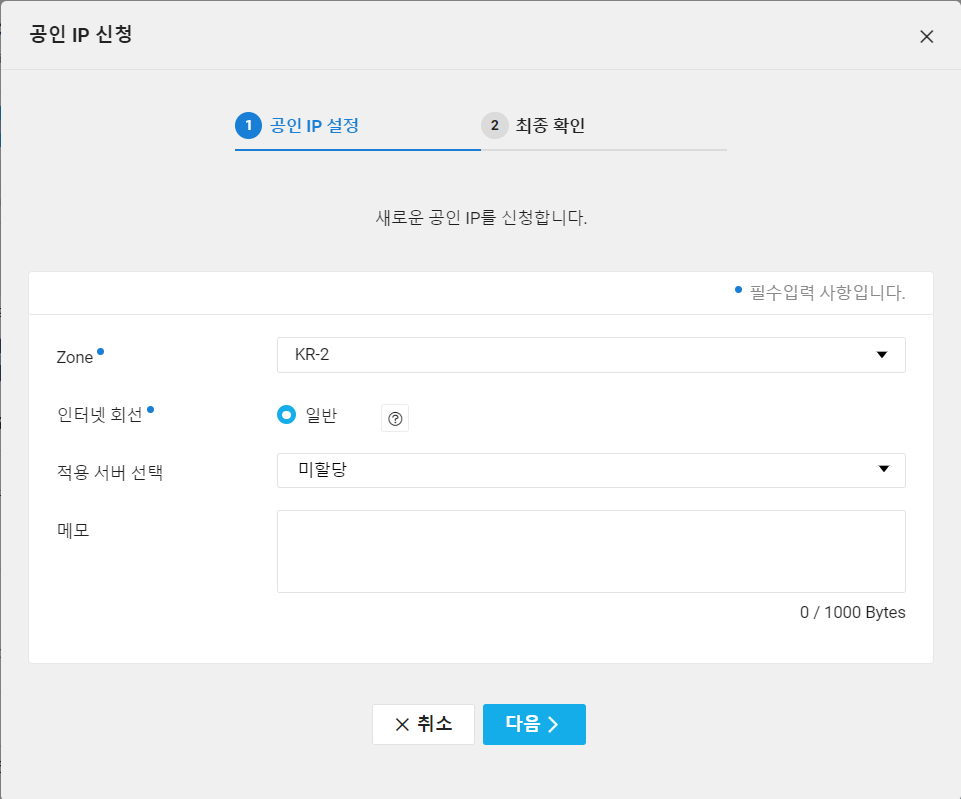 공인 IP 신청
1 공인 IP 설정
2 최종 확인
새로운 공인 IP를 신청합니다.
필수입력 사항입니다.
Zone
KR-2
인터넷 회선
일반
?
적용 서버 선택
미할당
메모
0 / 1000 Bytes
취소
다음